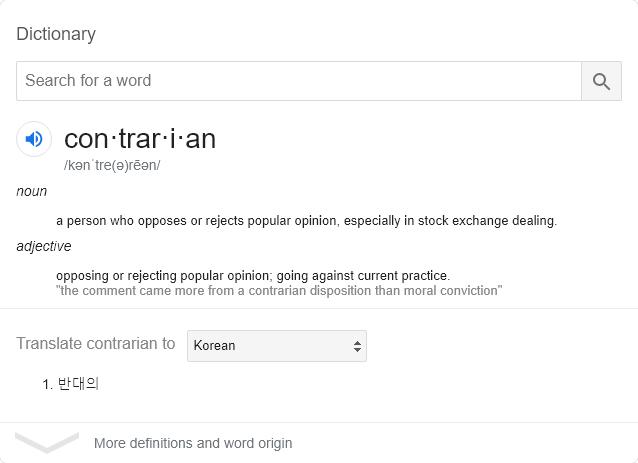 Dictionary
Search for a word
con·trar·i·an
/kənˈtre(ə)rēən/
noun
a person who opposes or rejects popular opinion, especially in stock exchange dealing.
adjective
opposing or rejecting popular opinion; going against current practice.
"the comment came more from a contrarian disposition than moral conviction"
Translate contrarian to Korean
1. 반대의
More definitions and word origin